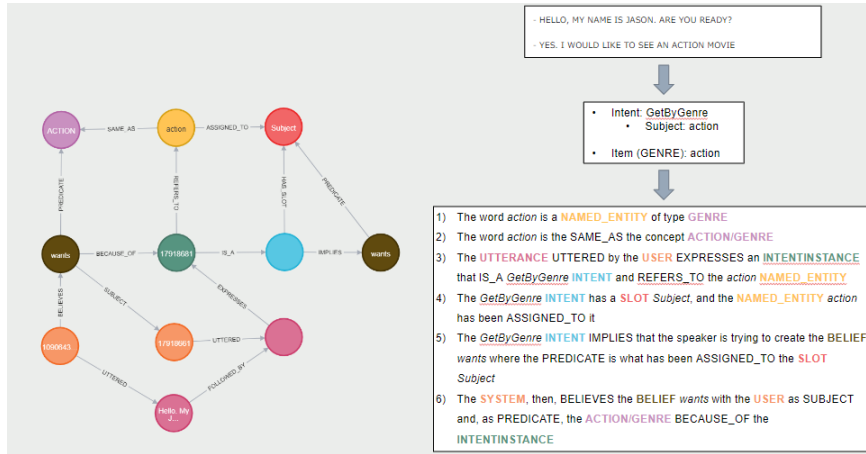 - HELLO, MY NAME IS JASON. ARE YOU READY?
- YES. I WOULD LIKE TO SEE AN ACTION MOVIE
• Intent: GetByGenre
• Subject: action
• Item (GENRE): action
ACTION
SAME_AS
action
ASSIGNED_TO
Subject
PREDICATE
REFERS_TO
HAS_SLOT
PREDICATE
wants
BECAUSE_OF
17918681
IS_A
IMPLIES
wants
BELIEVES
SUBJECT
EXPRESSES
1090643...
17918681
UTTERED
UTTERED
FOLLOWED_BY
Hello. My
J...
1) The word action is a NAMED_ENTITY of type GENRE
2) The word action is the SAME_AS the concept ACTION/GENRE
3) The UTTERANCE UTTERED by the USER EXPRESSES an INTENTINSTANCE
that IS_A GetByGenre INTENT and REFERS_TO the action NAMED_ENTITY
4) The GetByGenre INTENT has a SLOT Subject, and the NAMED_ENTITY action
has been ASSIGNED_TO it
5) The GetByGenre INTENT IMPLIES that the speaker is trying to create the BELIEF
wants where the PREDICATE is what has been ASSIGNED_TO the SLOT
Subject
6) The SYSTEM, then, BELIEVES the BELIEF wants with the USER as SUBJECT
and, as PREDICATE, the ACTION/GENRE BECAUSE_OF the
INTENTINSTANCE